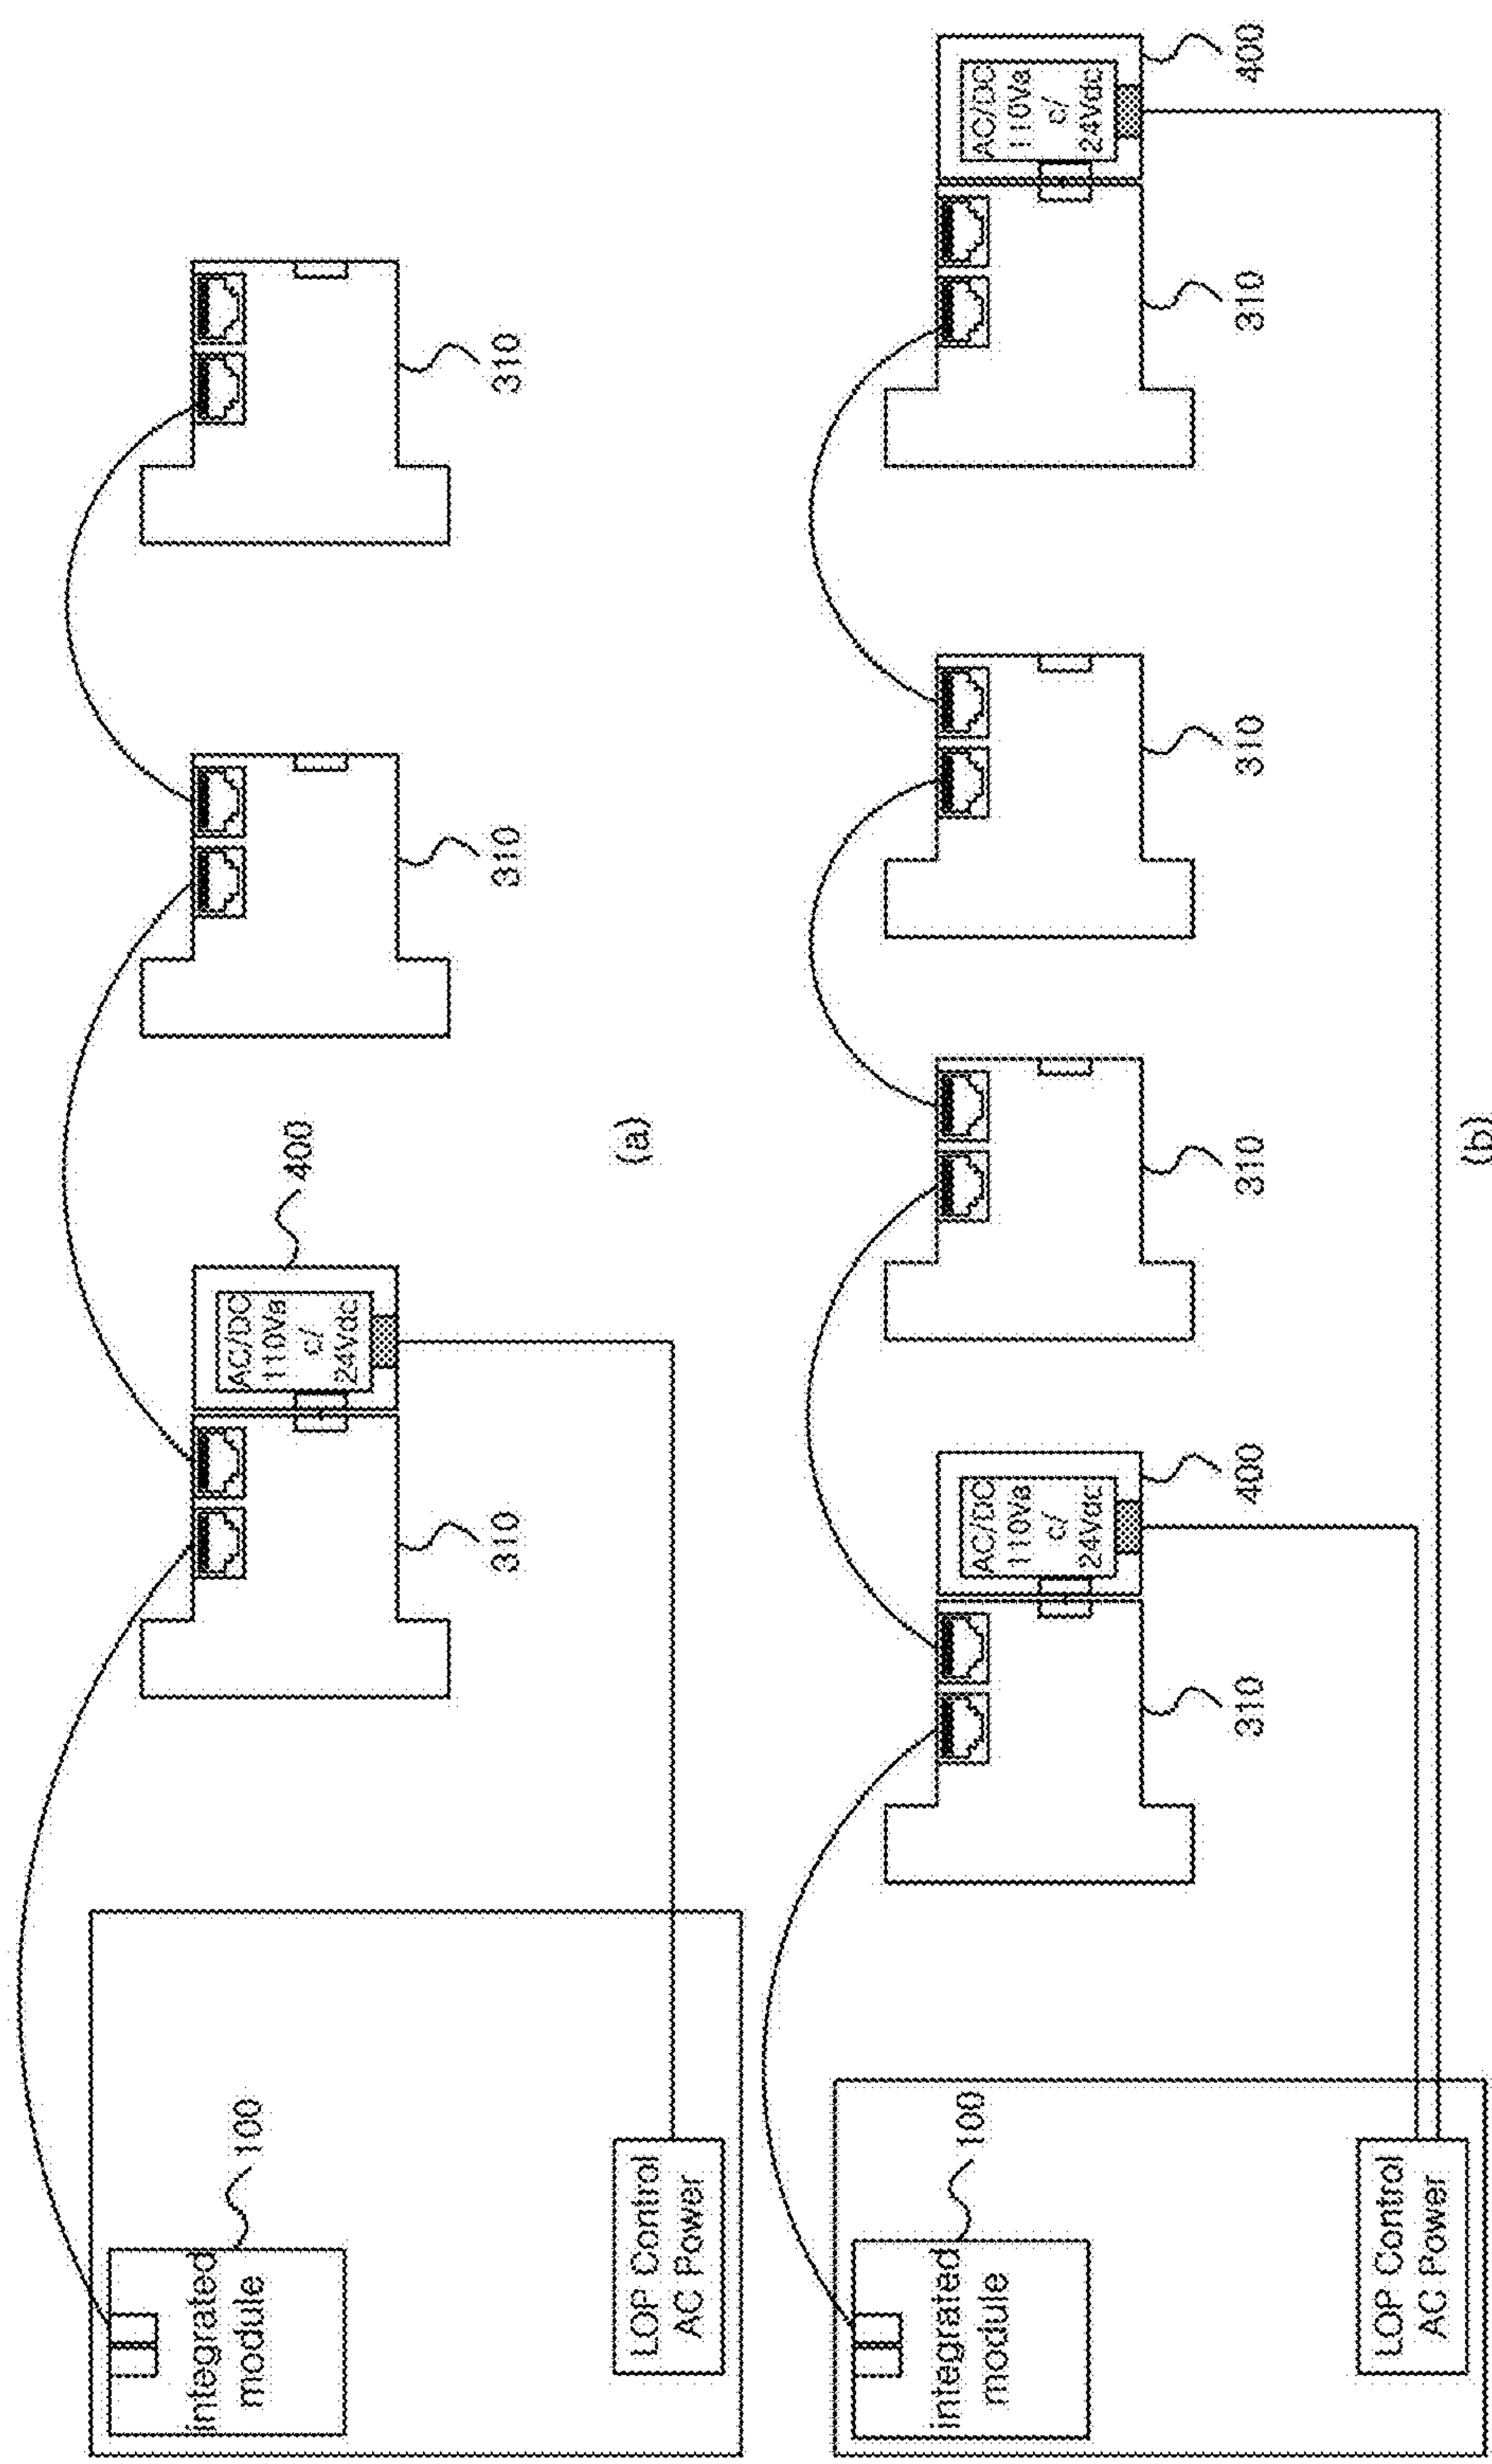 integrated
module
100
LOP Control
AC Power
310
AC/DC
110Va
c/
24Vdc
400
310
310
(a)
integrated
module
100
LOP Control
AC Power
310
AC/DC
110Va
c/
24Vdc
400
310
310
310
AC/DC
110Va
c/
24Vdc
400
(b)